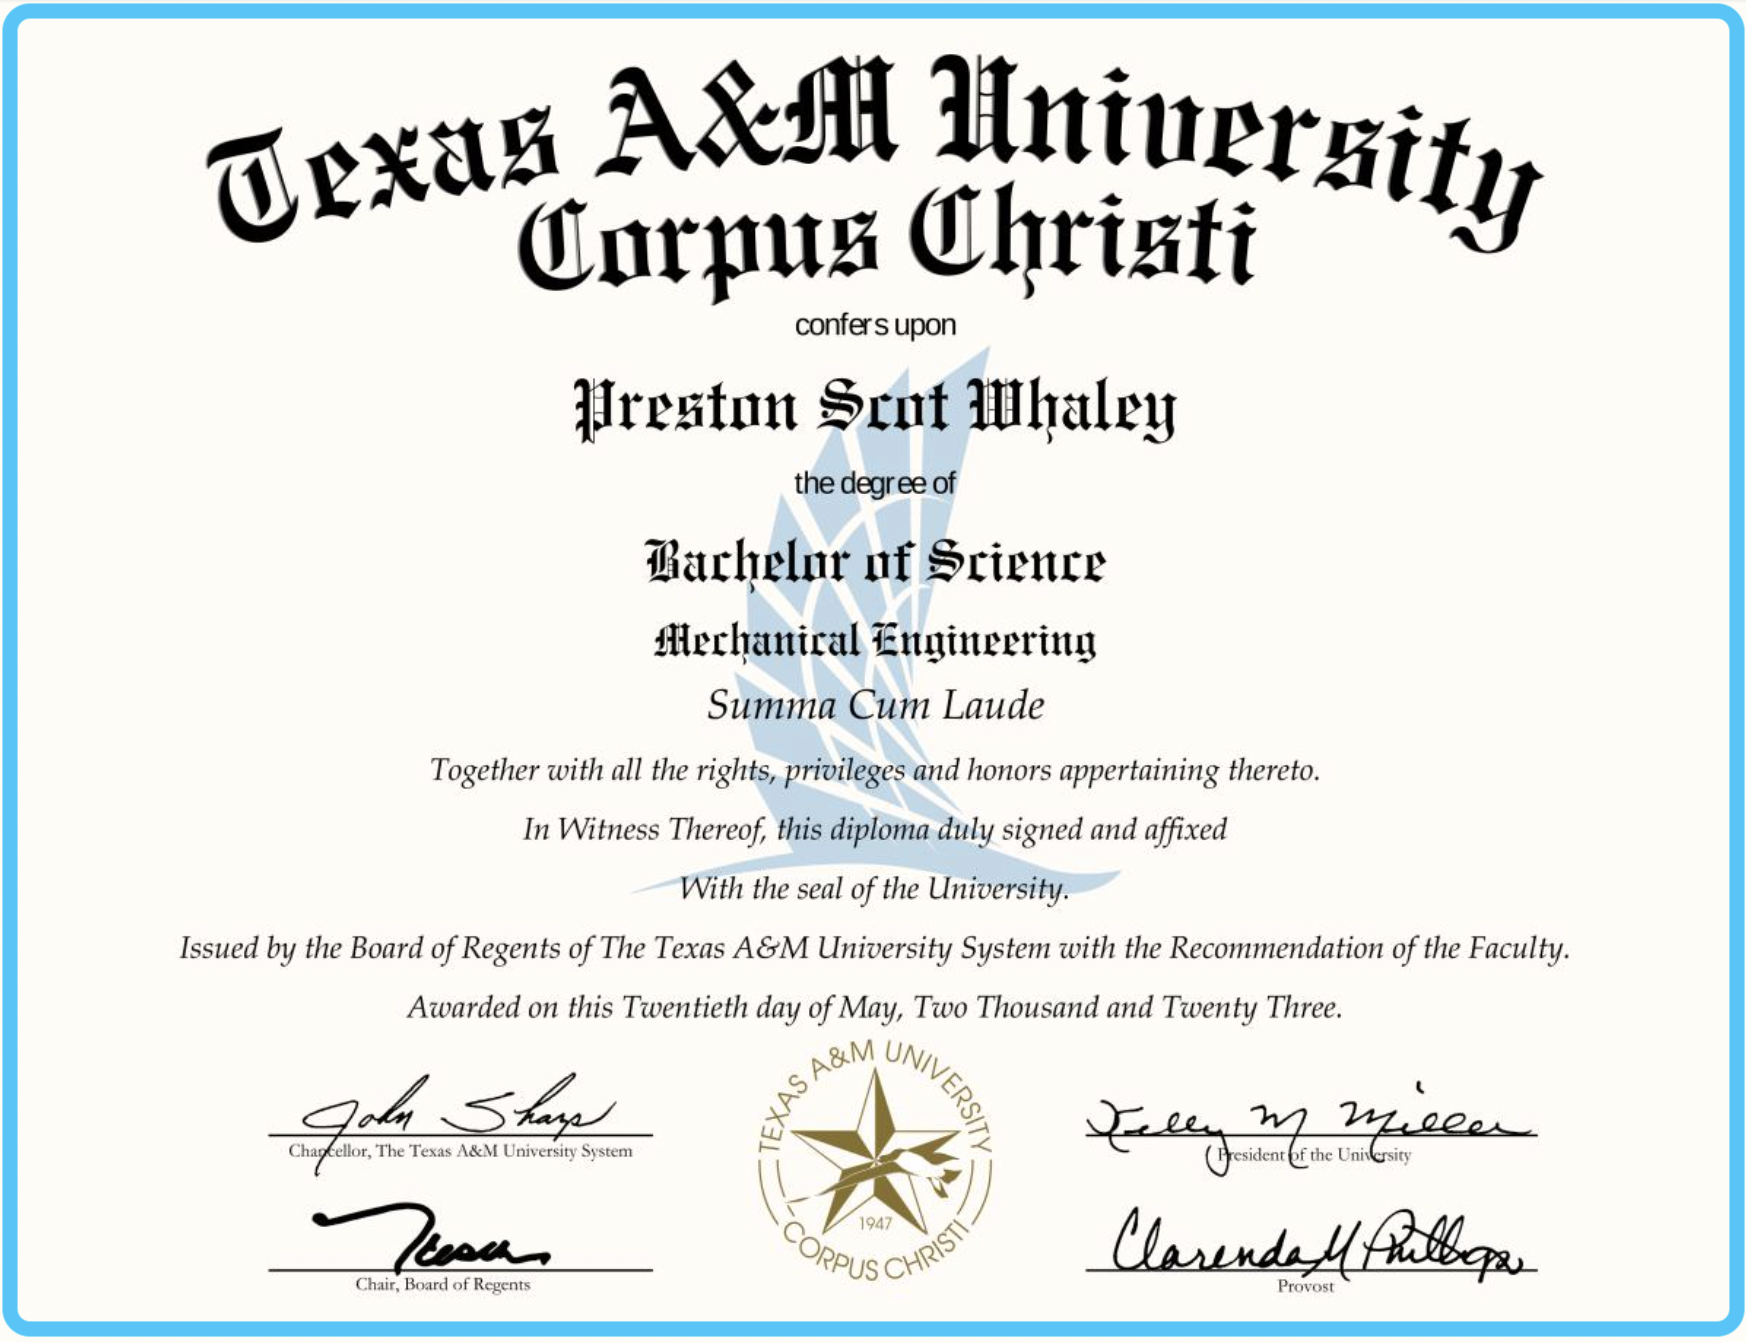 Texas A&M University
Corpus Christi
confers upon
Preston Scot Whaley
the degree of
Bachelor of Science
Mechanical Engineering
Summa Cum Laude
Together with all the rights, privileges and honors appertaining thereto.
In Witness Thereof, this diploma duly signed and affixed
With the seal of the University.
Issued by the Board of Regents of The Texas A&M University System with the Recommendation of the Faculty.
Awarded on this Twentieth day of May, Two Thousand and Twenty Three.
John Sharp
Chancellor, The Texas A&M University System
Chair, Board of Regents
TEXAS A&M UNIVERSITY
1947
CORPUS CHRISTI
Kelly M Miller
President of the University
Clarenda M Phillips
Provost